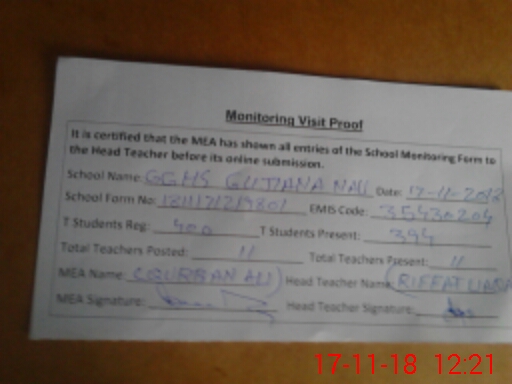 Monitoring Visit Proof
It is certified that the MEA has shown all entries of the School Monitoring Form to
the Head Teacher before its online submission.
School Name: GGHS GUJJANA NAU Date: 17-11-2018
School Form No: EMIS Code: 35430204
T Students Reg: 400 T Students Present: 394
Total Teachers Posted: 11 Total Teachers Present: 11
MEA Name: (QURBAN ALI) Head Teacher Name: (RIFFAT
MEA Signature: Head Teacher Signature:
17-11-18 12:21